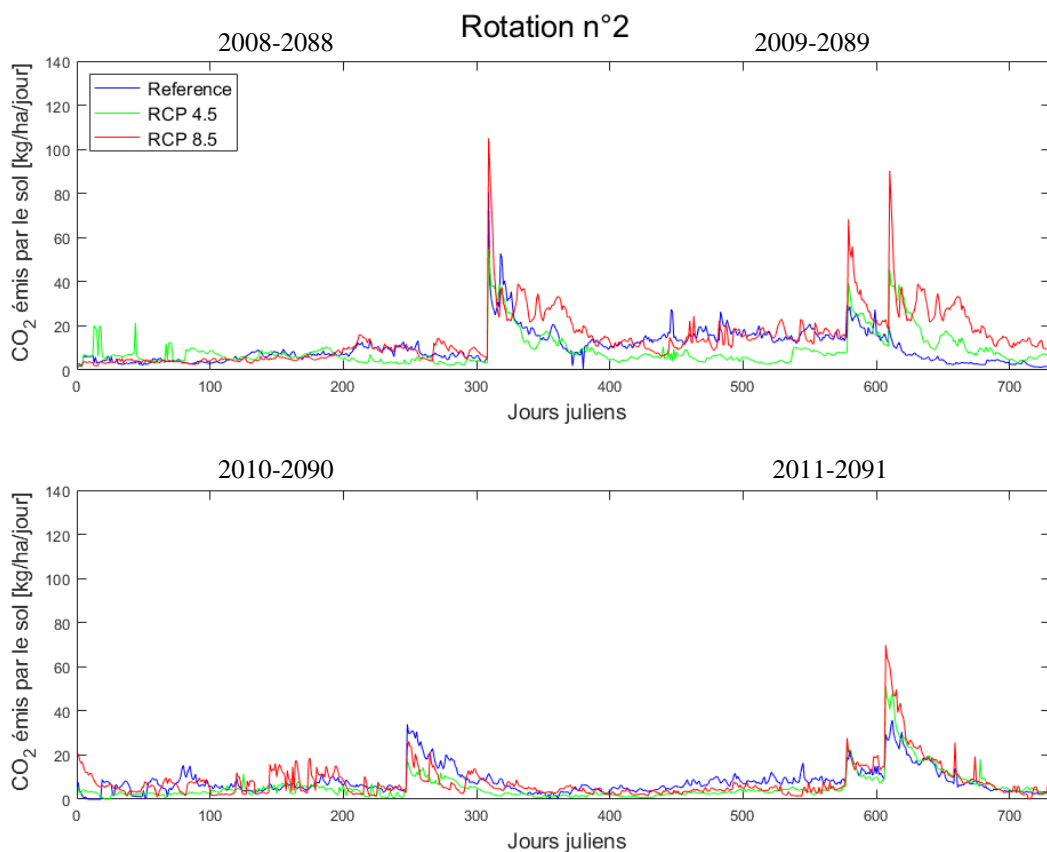 Rotation n°2
2008-2088
2009-2089
140
120
100
80
60
40
20
0
CO2 émis par le sol [kg/ha/jour]
Reference
RCP 4.5
RCP 8.5
0 100 200 300 400 500 600 700
Jours juliens
2010-2090
2011-2091
140
120
100
80
60
40
20
0
CO2 émis par le sol [kg/ha/jour]
0 100 200 300 400 500 600 700
Jours juliens